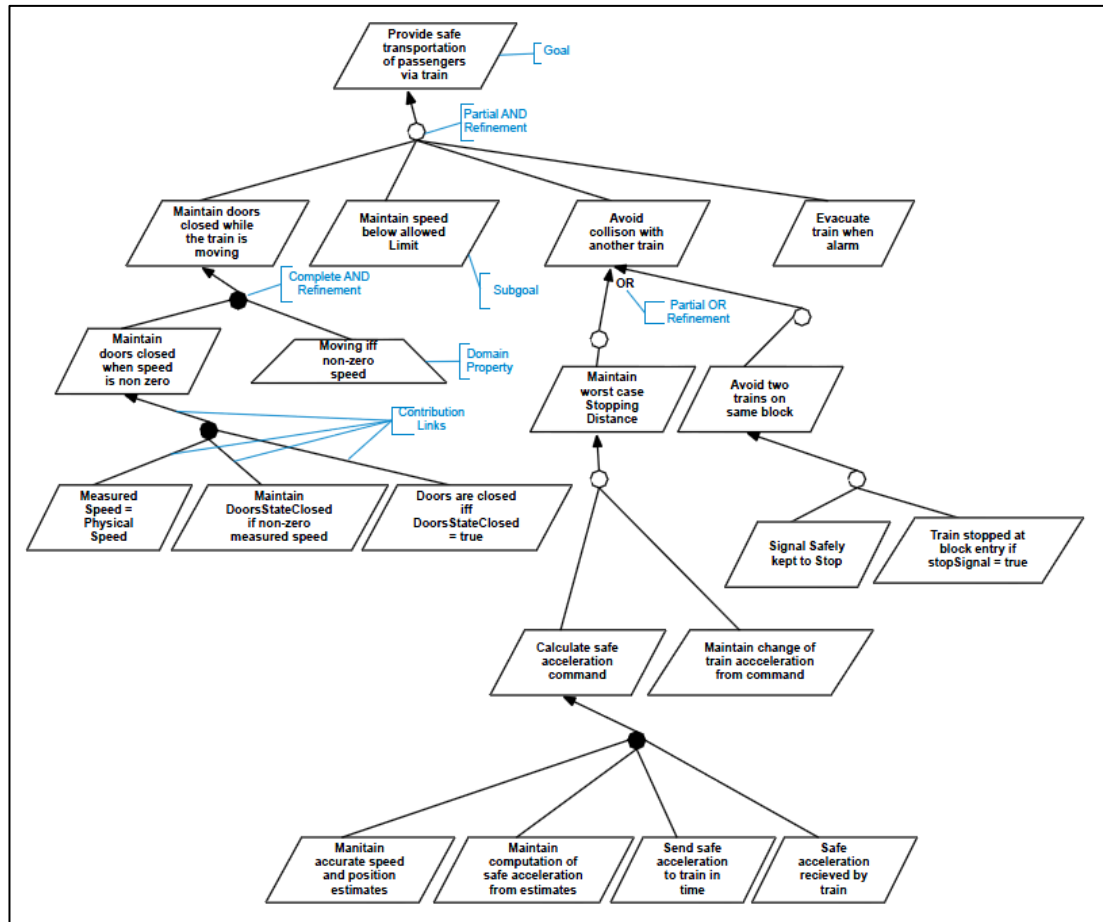 Provide safe
transportation
of passengers
via train
Goal
Partial AND
Refinement
Maintain doors
closed while
the train is
moving
Maintain speed
below allowed
Limit
Avoid
collison with
another train
Evacuate
train when
alarm
Complete AND
Refinement
Subgoal
OR
Partial OR
Refinement
Maintain
doors closed
when speed
is non zero
Moving iff
non-zero
speed
Domain
Property
Maintain
worst case
Stopping
Distance
Avoid two
trains on
same block
Contribution
Links
Measured
Speed =
Physical
Speed
Maintain
DoorsStateClosed
if non-zero
measured speed
Doors are closed
iff
DoorsStateClosed
= true
Signal Safely
kept to Stop
Train stopped at
block entry if
stopSignal = true
Calculate safe
acceleration
command
Maintain change of
train accceleration
from command
Manitain
accurate speed
and position
estimates
Maintain
computation of
safe acceleration
from estimates
Send safe
acceleration
to train in
time
Safe
acceleration
recieved by
train